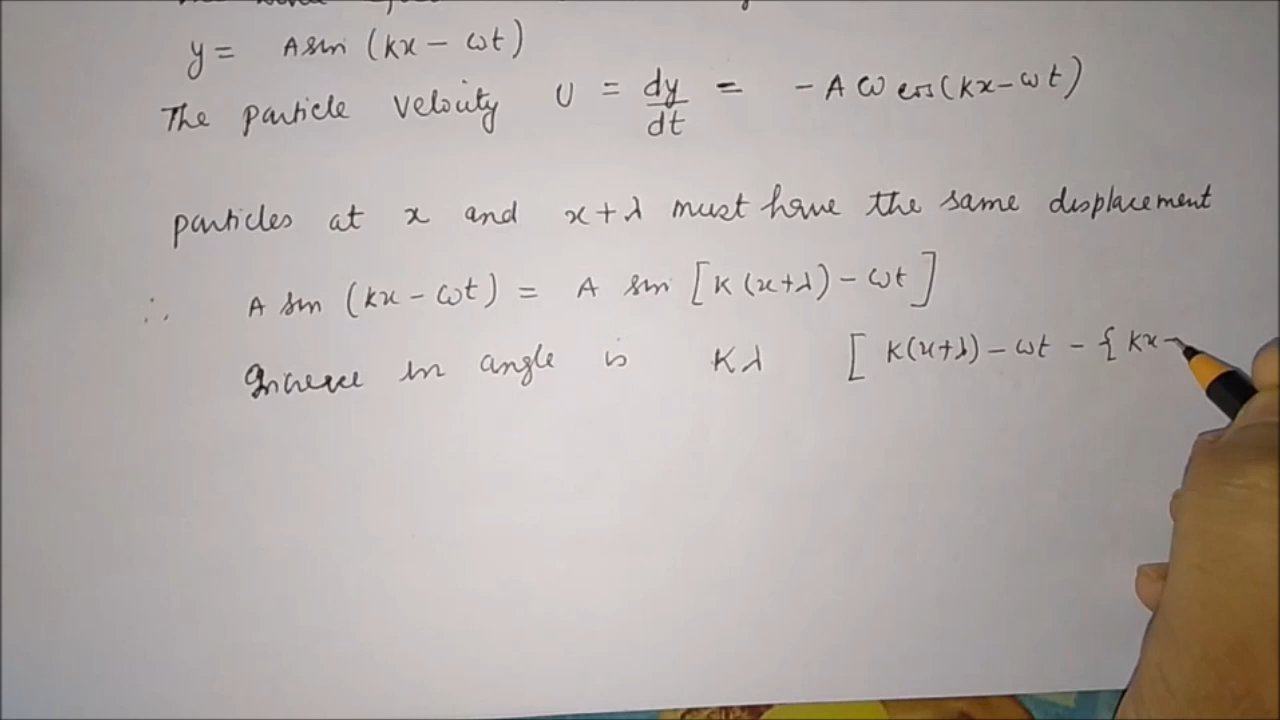 y = A sin (kx - ωt)
The particle velocity U = dy/dt = - A ω cos (kx - ωt)
particles at x and x+λ must have the same displacement
∴ A sin (kx - ωt) = A sin [K (x+λ) - ωt]
Increase in angle is Kλ [ K(x+λ) - ωt - { kx -